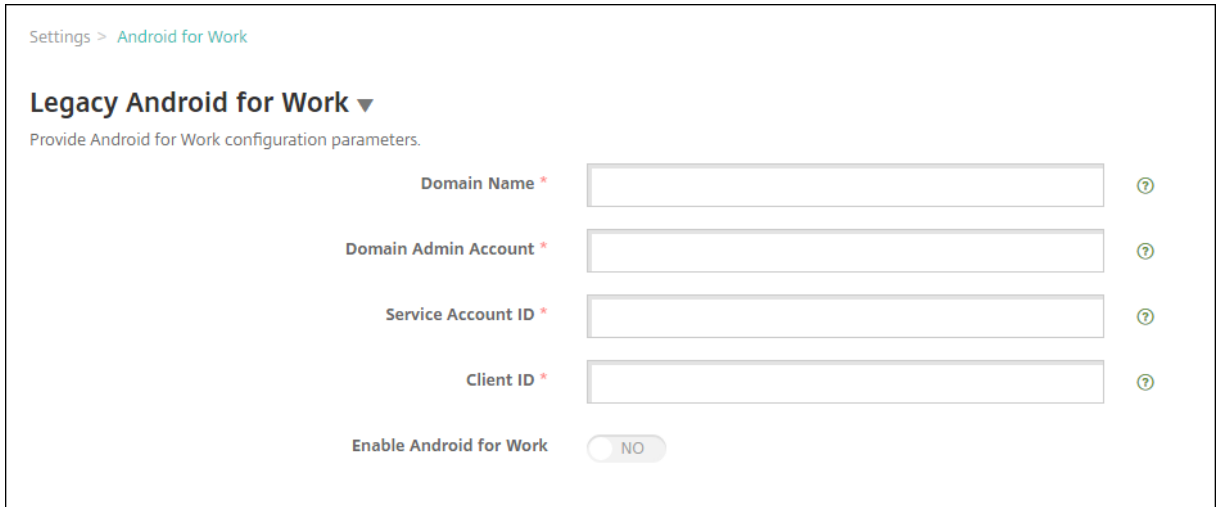 Settings > Android for Work
Legacy Android for Work ▼
Provide Android for Work configuration parameters.
Domain Name *
?
Domain Admin Account *
?
Service Account ID *
?
Client ID *
?
Enable Android for Work NO